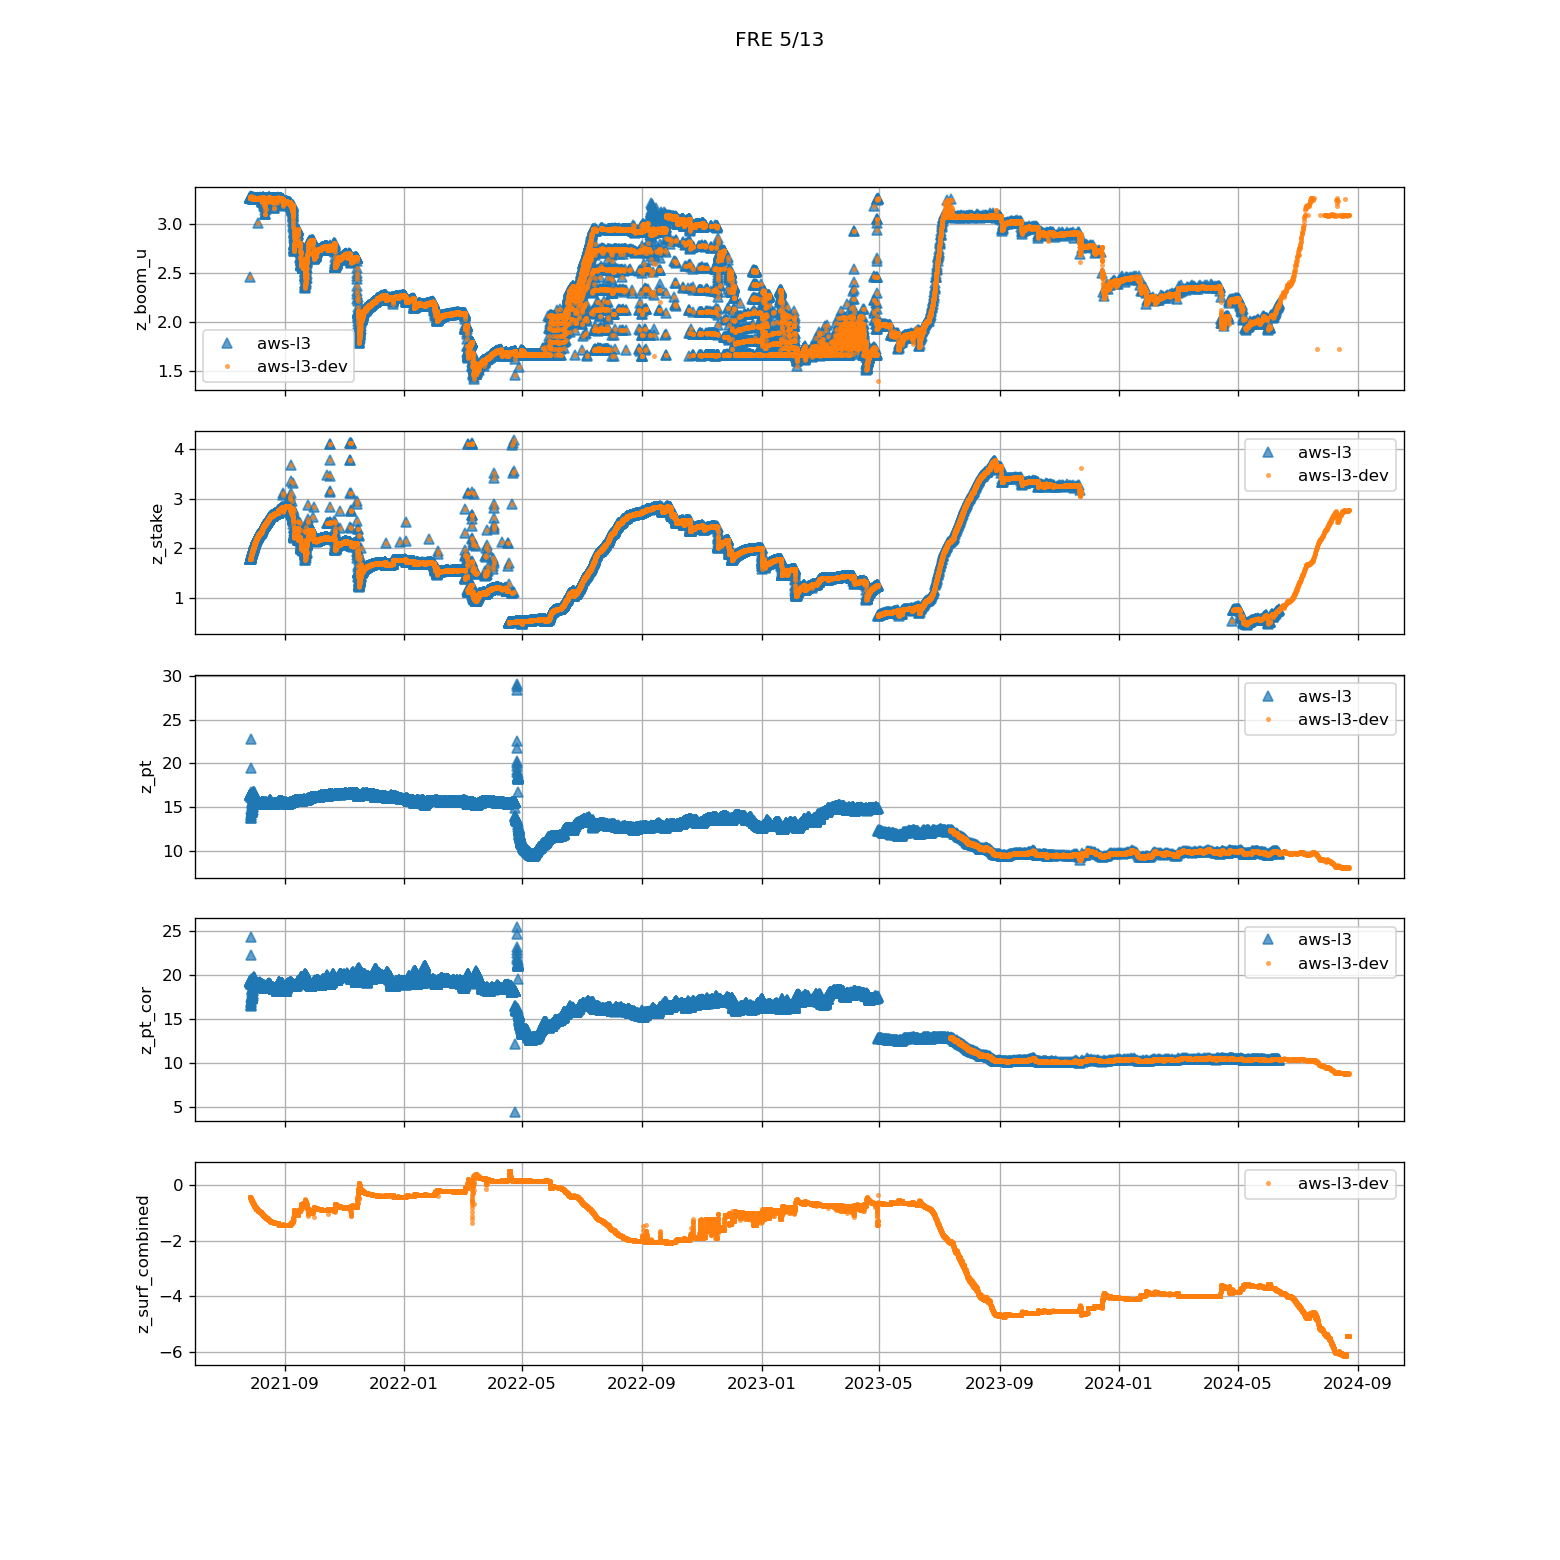 FRE 5/13
3.0
2.5
2.0
1.5
z_boom_u
aws-l3
aws-l3-dev
4
3
2
1
z_stake
aws-l3
aws-l3-dev
30
25
20
15
10
z_pt
aws-l3
aws-l3-dev
25
20
15
10
5
z_pt_cor
aws-l3
aws-l3-dev
0
−2
−4
−6
z_surf_combined
aws-l3-dev
2021-09 2022-01 2022-05 2022-09 2023-01 2023-05 2023-09 2024-01 2024-05 2024-09